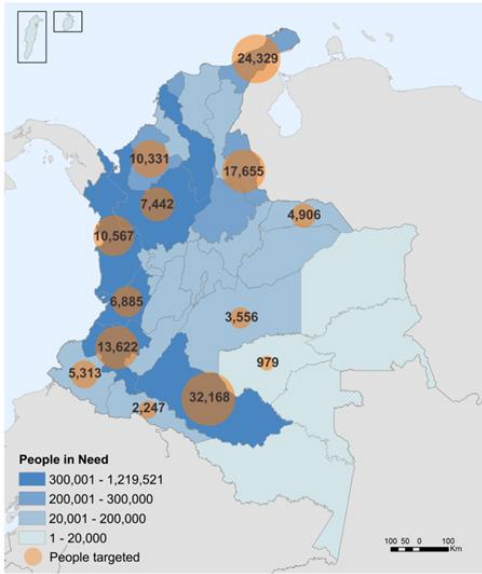 24,329
10,331
17,655
7,442
4,906
10,567
6,885
3,556
13,622
979
5,313
32,168
2,247
People in Need
300,001 - 1,219,521
200,001 - 300,000
20,001 - 200,000
1 - 20,000
People targeted
100 50 0 100
Km